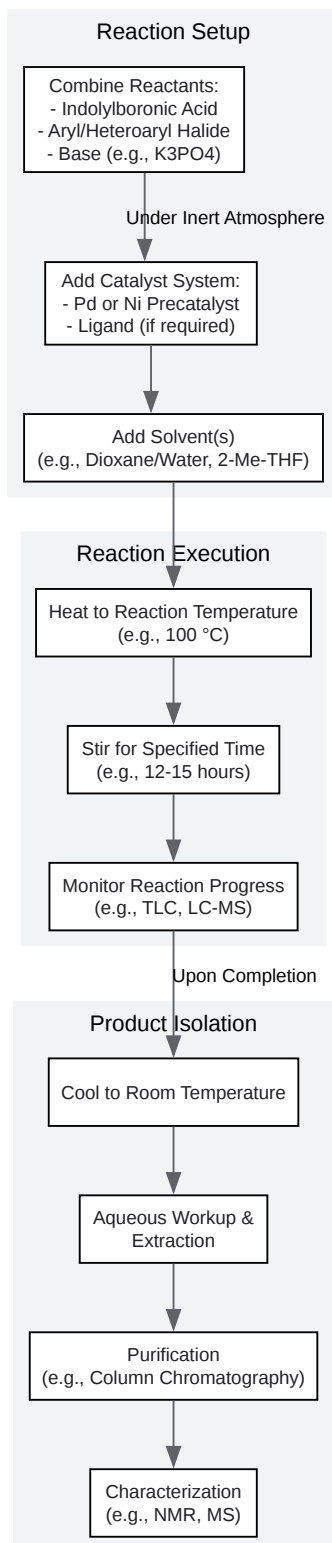 Reaction Setup
Combine Reactants:
- Indolylboronic Acid
- Aryl/Heteroaryl Halide
- Base (e.g., K3PO4)
Under Inert Atmosphere
Add Catalyst System:
- Pd or Ni Precatalyst
- Ligand (if required)
Add Solvent(s)
(e.g., Dioxane/Water, 2-Me-THF)
Reaction Execution
Heat to Reaction Temperature
(e.g., 100 °C)
Stir for Specified Time
(e.g., 12-15 hours)
Monitor Reaction Progress
(e.g., TLC, LC-MS)
Upon Completion
Product Isolation
Cool to Room Temperature
Aqueous Workup &
Extraction
Purification
(e.g., Column Chromatography)
Characterization
(e.g., NMR, MS)